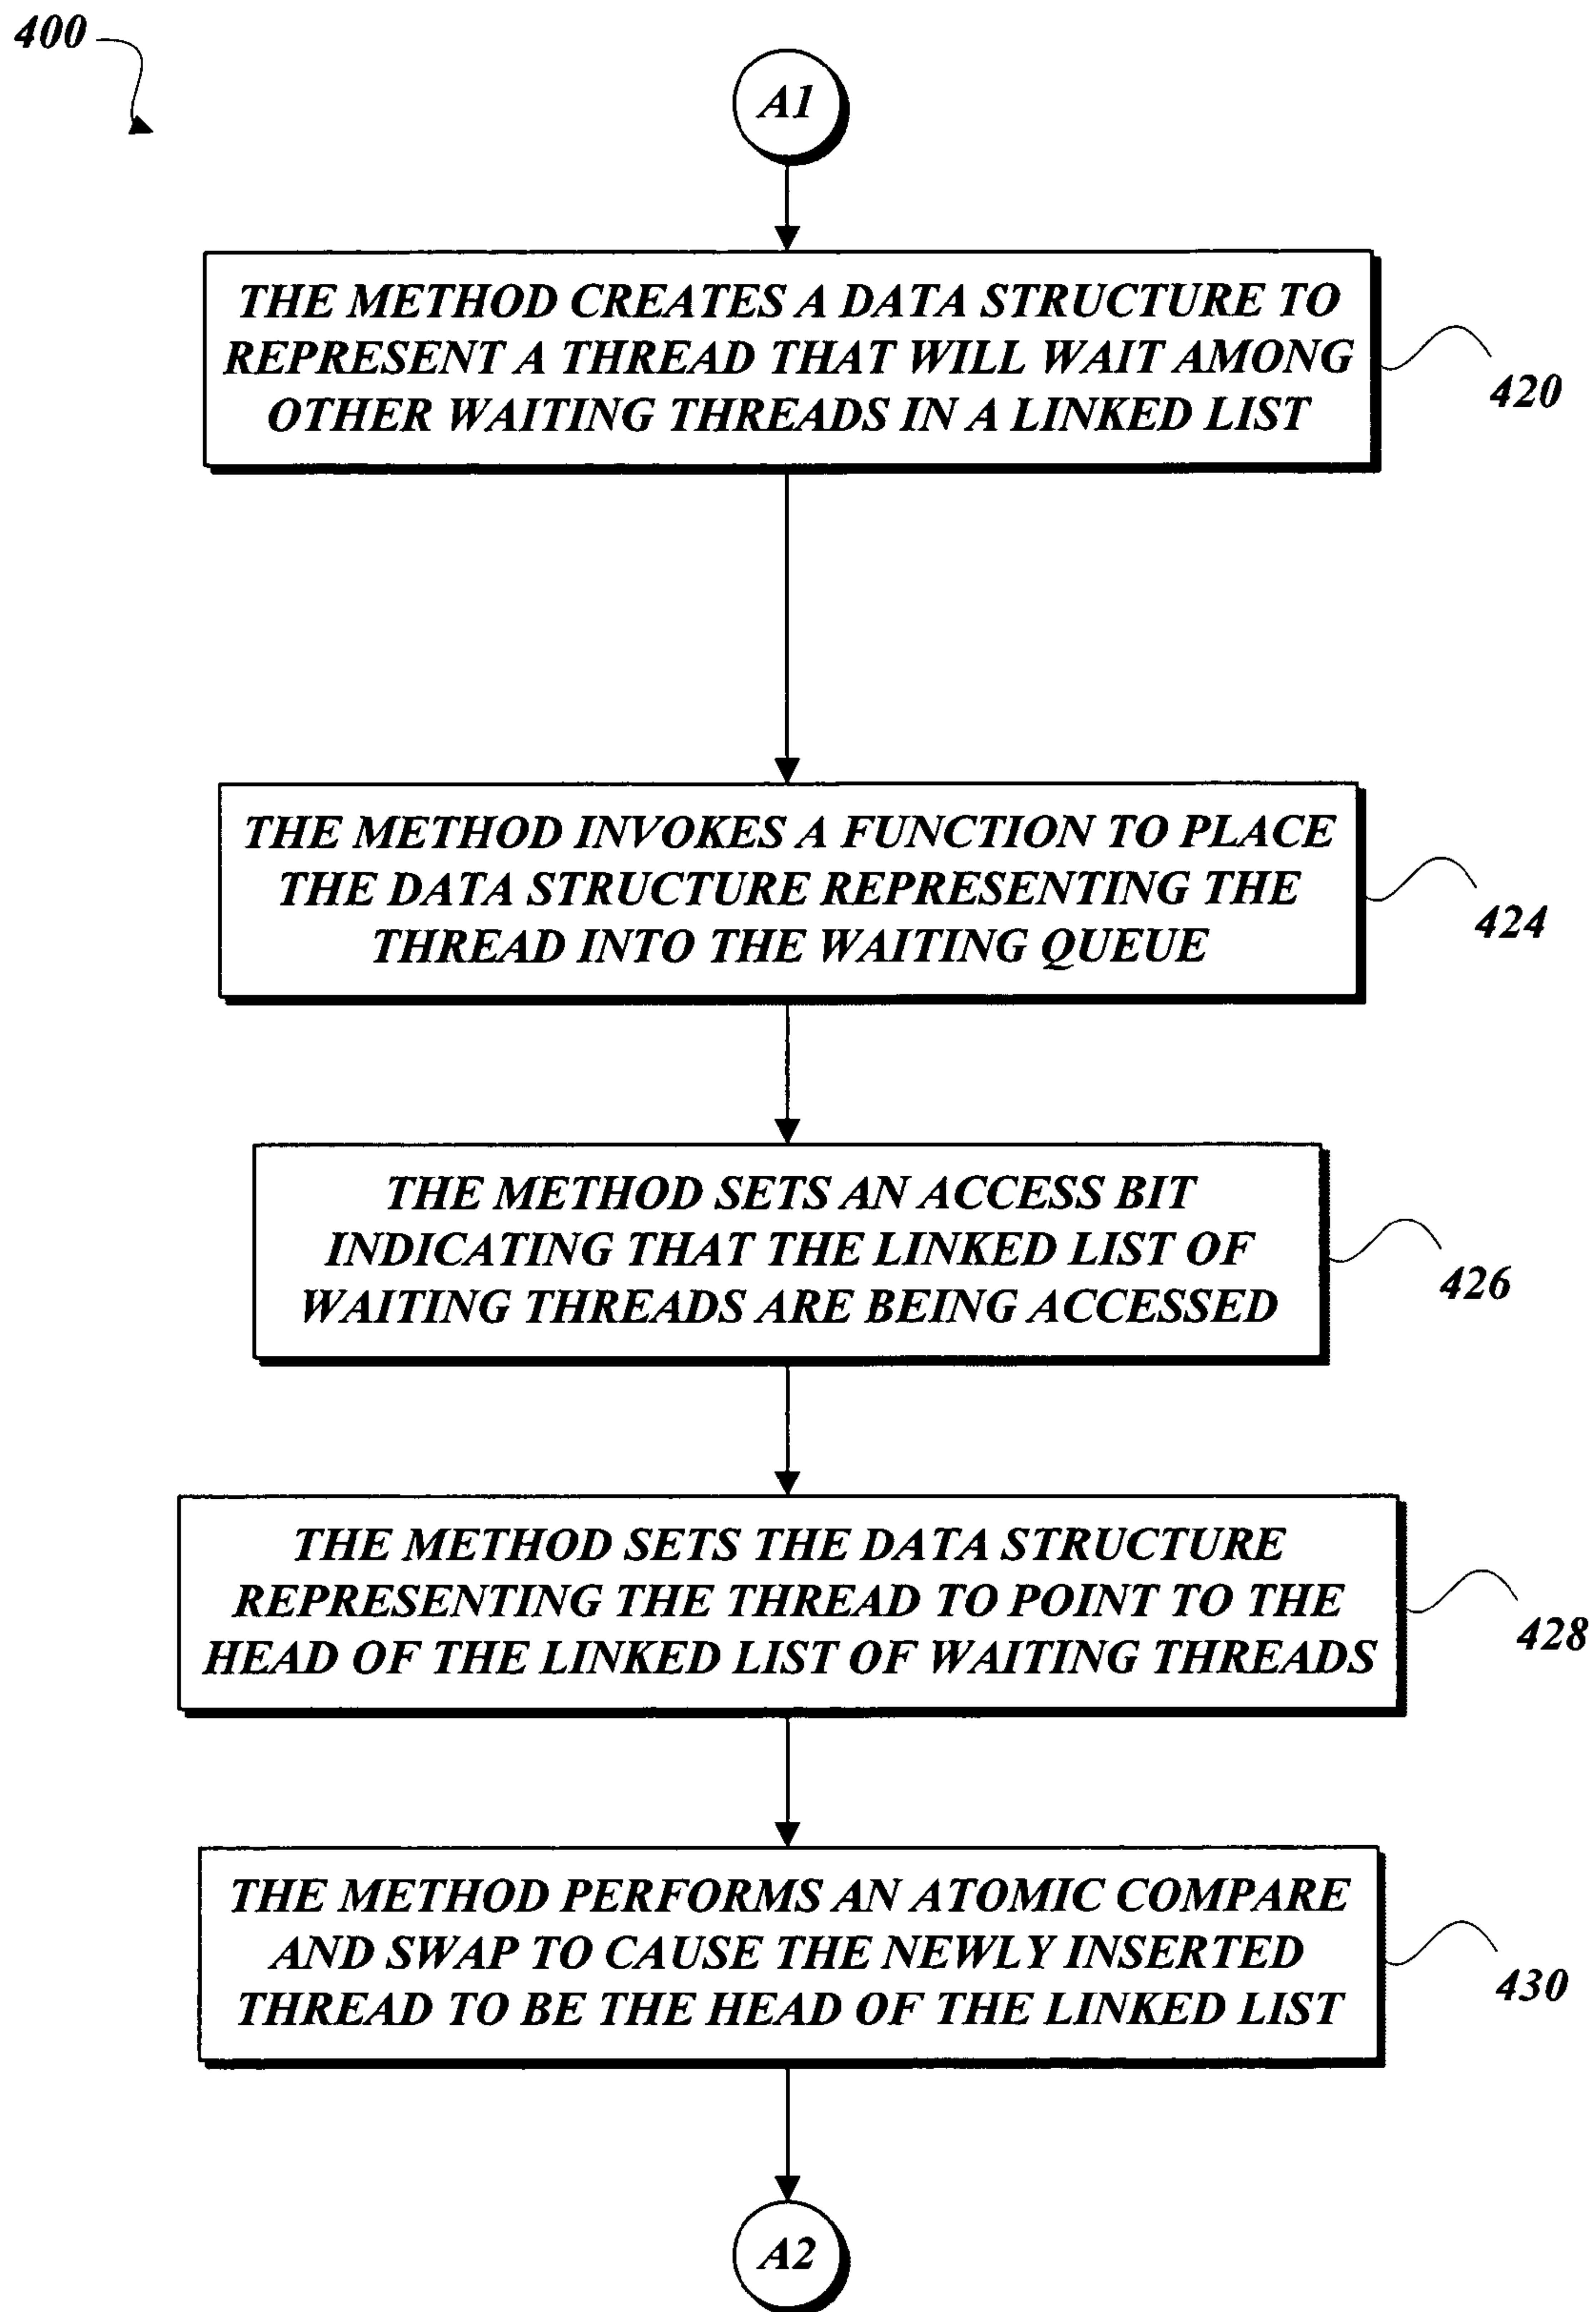 400
A1
THE METHOD CREATES A DATA STRUCTURE TO
REPRESENT A THREAD THAT WILL WAIT AMONG
OTHER WAITING THREADS IN A LINKED LIST
420
THE METHOD INVOKES A FUNCTION TO PLACE
THE DATA STRUCTURE REPRESENTING THE
THREAD INTO THE WAITING QUEUE
424
THE METHOD SETS AN ACCESS BIT
INDICATING THAT THE LINKED LIST OF
WAITING THREADS ARE BEING ACCESSED
426
THE METHOD SETS THE DATA STRUCTURE
REPRESENTING THE THREAD TO POINT TO THE
HEAD OF THE LINKED LIST OF WAITING THREADS
428
THE METHOD PERFORMS AN ATOMIC COMPARE
AND SWAP TO CAUSE THE NEWLY INSERTED
THREAD TO BE THE HEAD OF THE LINKED LIST
430
A2